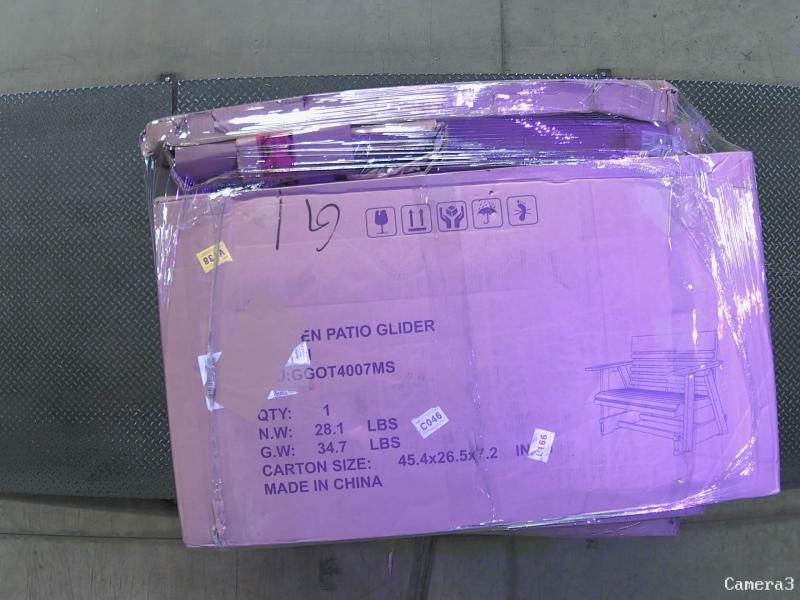 19
EN PATIO GLIDER
:GGOT4007MS
QTY: 1
N.W: 28.1 LBS
G.W: 34.7 LBS
CARTON SIZE: 45.4x26.5x7.2 IN
MADE IN CHINA
C046
Camera3